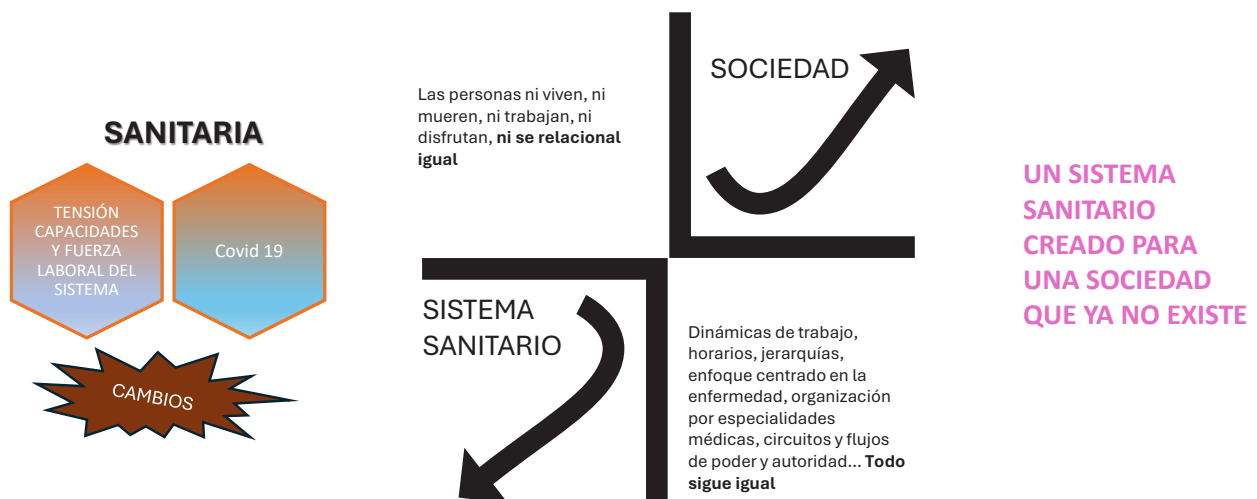 SANITARIA
TENSIÓN
CAPACIDADES
Y FUERZA
LABORAL DEL
SISTEMA
Covid 19
CAMBIOS
Las personas ni viven, ni
mueren, ni trabajan, ni
disfrutan, ni se relacional
igual
SOCIEDAD
SISTEMA
SANITARIO
Dinámicas de trabajo,
horarios, jerarquías,
enfoque centrado en la
enfermedad, organización
por especialidades
médicas, circuitos y flujos
de poder y autoridad... Todo
sigue igual
UN SISTEMA
SANITARIO
CREADO PARA
UNA SOCIEDAD
QUE YA NO EXISTE